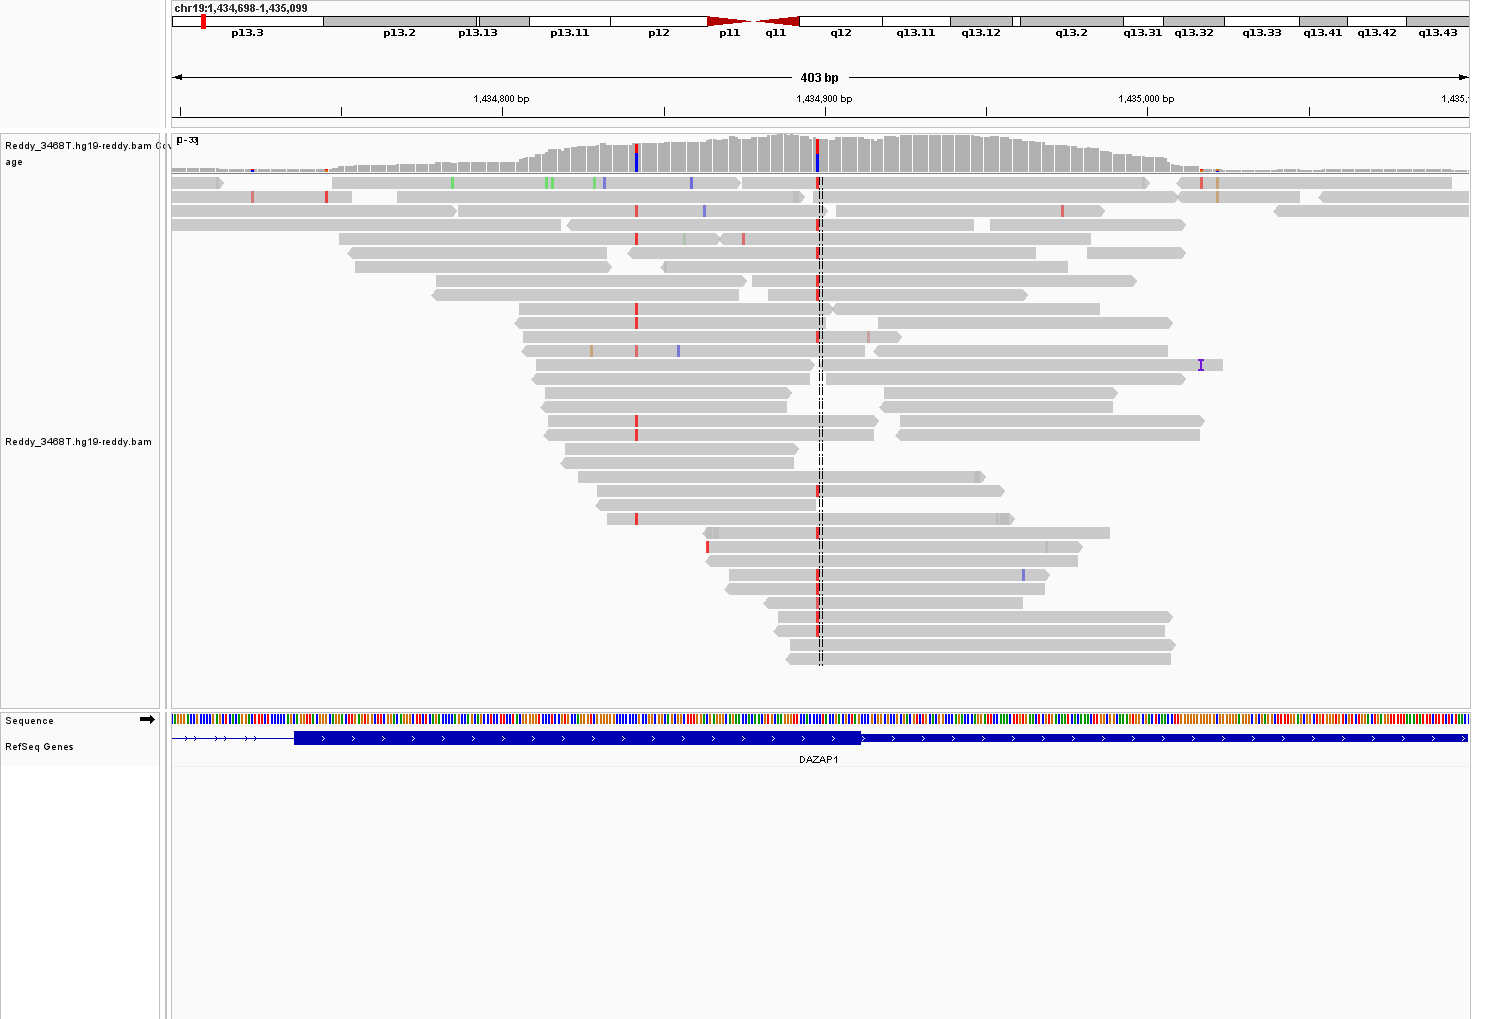 chr19:1,434,698-1,435,099
p13.3 p13.2 p13.13 p13.11 p12 p11 q11 q12 q13.11 q13.12 q13.2 q13.31 q13.32 q13.33 q13.41 q13.42 q13.43
403 bp
1,434,800 bp 1,434,900 bp 1,435,000 bp 1,435,
Reddy_3468T.hg19-reddy.bam Cov
age
[0-33]
Reddy_3468T.hg19-reddy.bam
Sequence
RefSeq Genes
DAZAP1